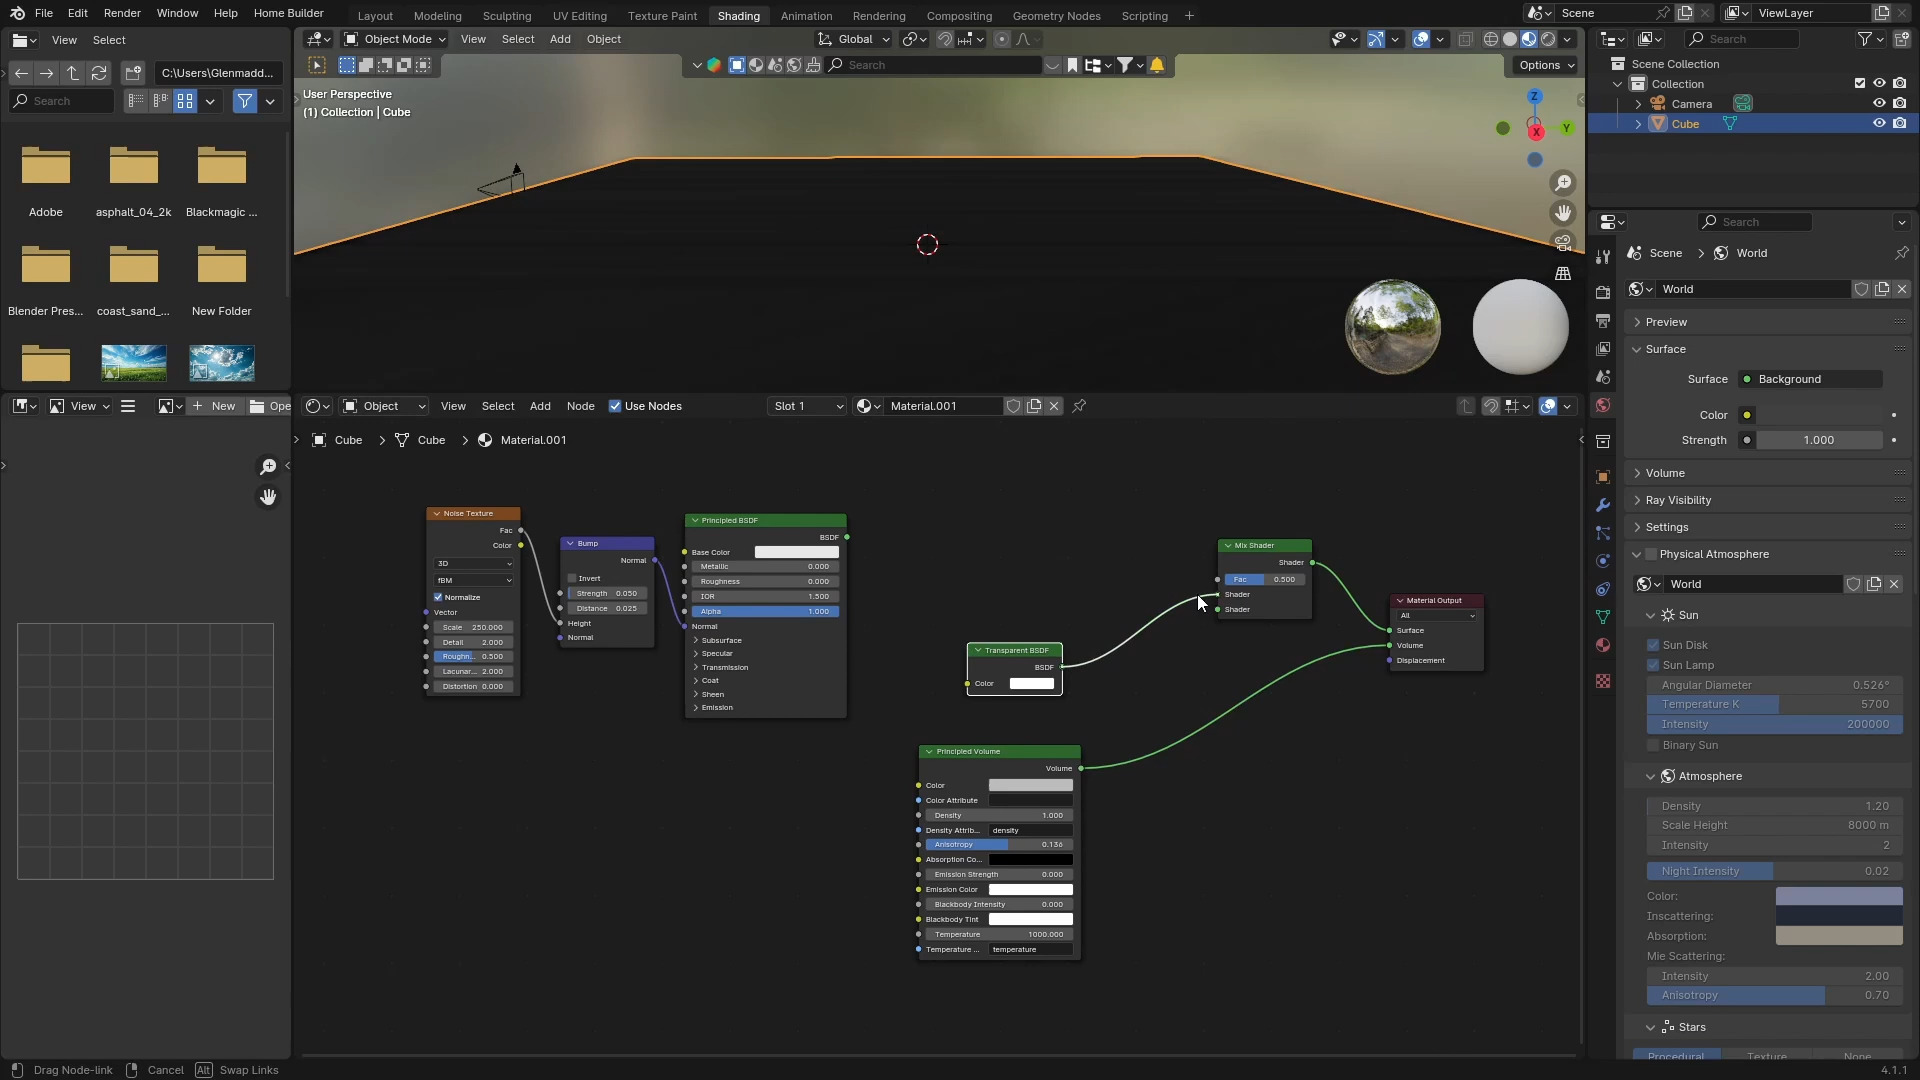 File Edit Render Window Help Home Builder Layout Modeling Sculpting UV Editing Texture Paint Shading Animation Rendering Compositing Geometry Nodes Scripting + Scene ViewLayer
View Select
Object Mode View Select Add Object Global
Search
C:\Users\Glenmadd...
Search
Search Options
Adobe asphalt_04_2k Blackmagic ...
Blender Pres... coast_sand_... New Folder
User Perspective
(1) Collection | Cube
Z
Y
X
Scene Collection
Collection
Camera
Cube
View New Ope
Object View Select Add Node Use Nodes Slot 1 Material.001
Cube > Cube > Material.001
Noise Texture
Fac
Color
3D
fBM
Normalize
Vector
Scale 250.000
Detail 2.000
Roughn... 0.500
Lacunar... 2.000
Distortion 0.000
Bump
Normal
Invert
Strength 0.050
Distance 0.025
Height
Normal
Principled BSDF
BSDF
Base Color
Metallic 0.000
Roughness 0.000
IOR 1.500
Alpha 1.000
Normal
Subsurface
Specular
Transmission
Coat
Sheen
Emission
Transparent BSDF
BSDF
Color
Principled Volume
Volume
Color
Color Attribute
Density 1.000
Density Attrib... density
Anisotropy 0.136
Absorption Co...
Emission Strength 0.000
Emission Color
Blackbody Intensity 0.000
Blackbody Tint
Temperature 1000.000
Temperature ... temperature
Mix Shader
Shader
Fac 0.500
Shader
Shader
Material Output
All
Surface
Volume
Displacement
Search
Scene > World
World
Preview
Surface
Surface Background
Color
Strength 1.000
Volume
Ray Visibility
Settings
Physical Atmosphere
World
Sun
Sun Disk
Sun Lamp
Angular Diameter 0.526°
Temperature K 5700
Intensity 200000
Binary Sun
Atmosphere
Density 1.20
Scale Height 8000 m
Intensity 2
Night Intensity 0.02
Color:
Inscattering:
Absorption:
Mie Scattering:
Intensity 2.00
Anisotropy 0.70
Stars
Procedural Texture None
Drag Node-link Cancel Alt Swap Links 4.1.1